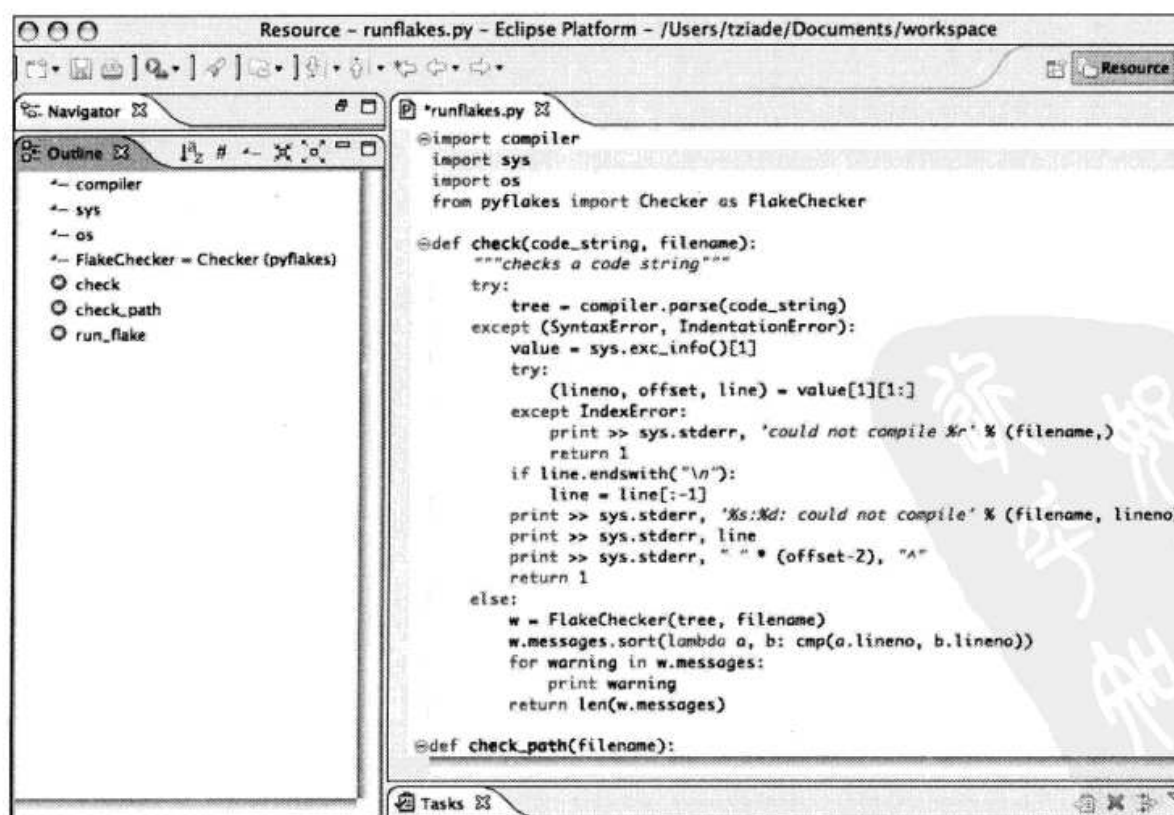 Resource – runflakes.py – Eclipse Platform – /Users/tziade/Documents/workspace
Resource
Navigator
Outline
compiler
sys
os
FlakeChecker = Checker (pyflakes)
check
check_path
run_flake
*runflakes.py
import compiler
import sys
import os
from pyflakes import Checker as FlakeChecker
def check(code_string, filename):
"""checks a code string"""
try:
tree = compiler.parse(code_string)
except (SyntaxError, IndentationError):
value = sys.exc_info()[1]
try:
(lineno, offset, line) = value[1][1:]
except IndexError:
print >> sys.stderr, 'could not compile %r' % (filename,)
return 1
if line.endswith("\n"):
line = line[:-1]
print >> sys.stderr, '%s:%d: could not compile' % (filename, lineno)
print >> sys.stderr, line
print >> sys.stderr, " " * (offset-2), "^"
return 1
else:
w = FlakeChecker(tree, filename)
w.messages.sort(lambda a, b: cmp(a.lineno, b.lineno))
for warning in w.messages:
print warning
return len(w.messages)
def check_path(filename):
Tasks